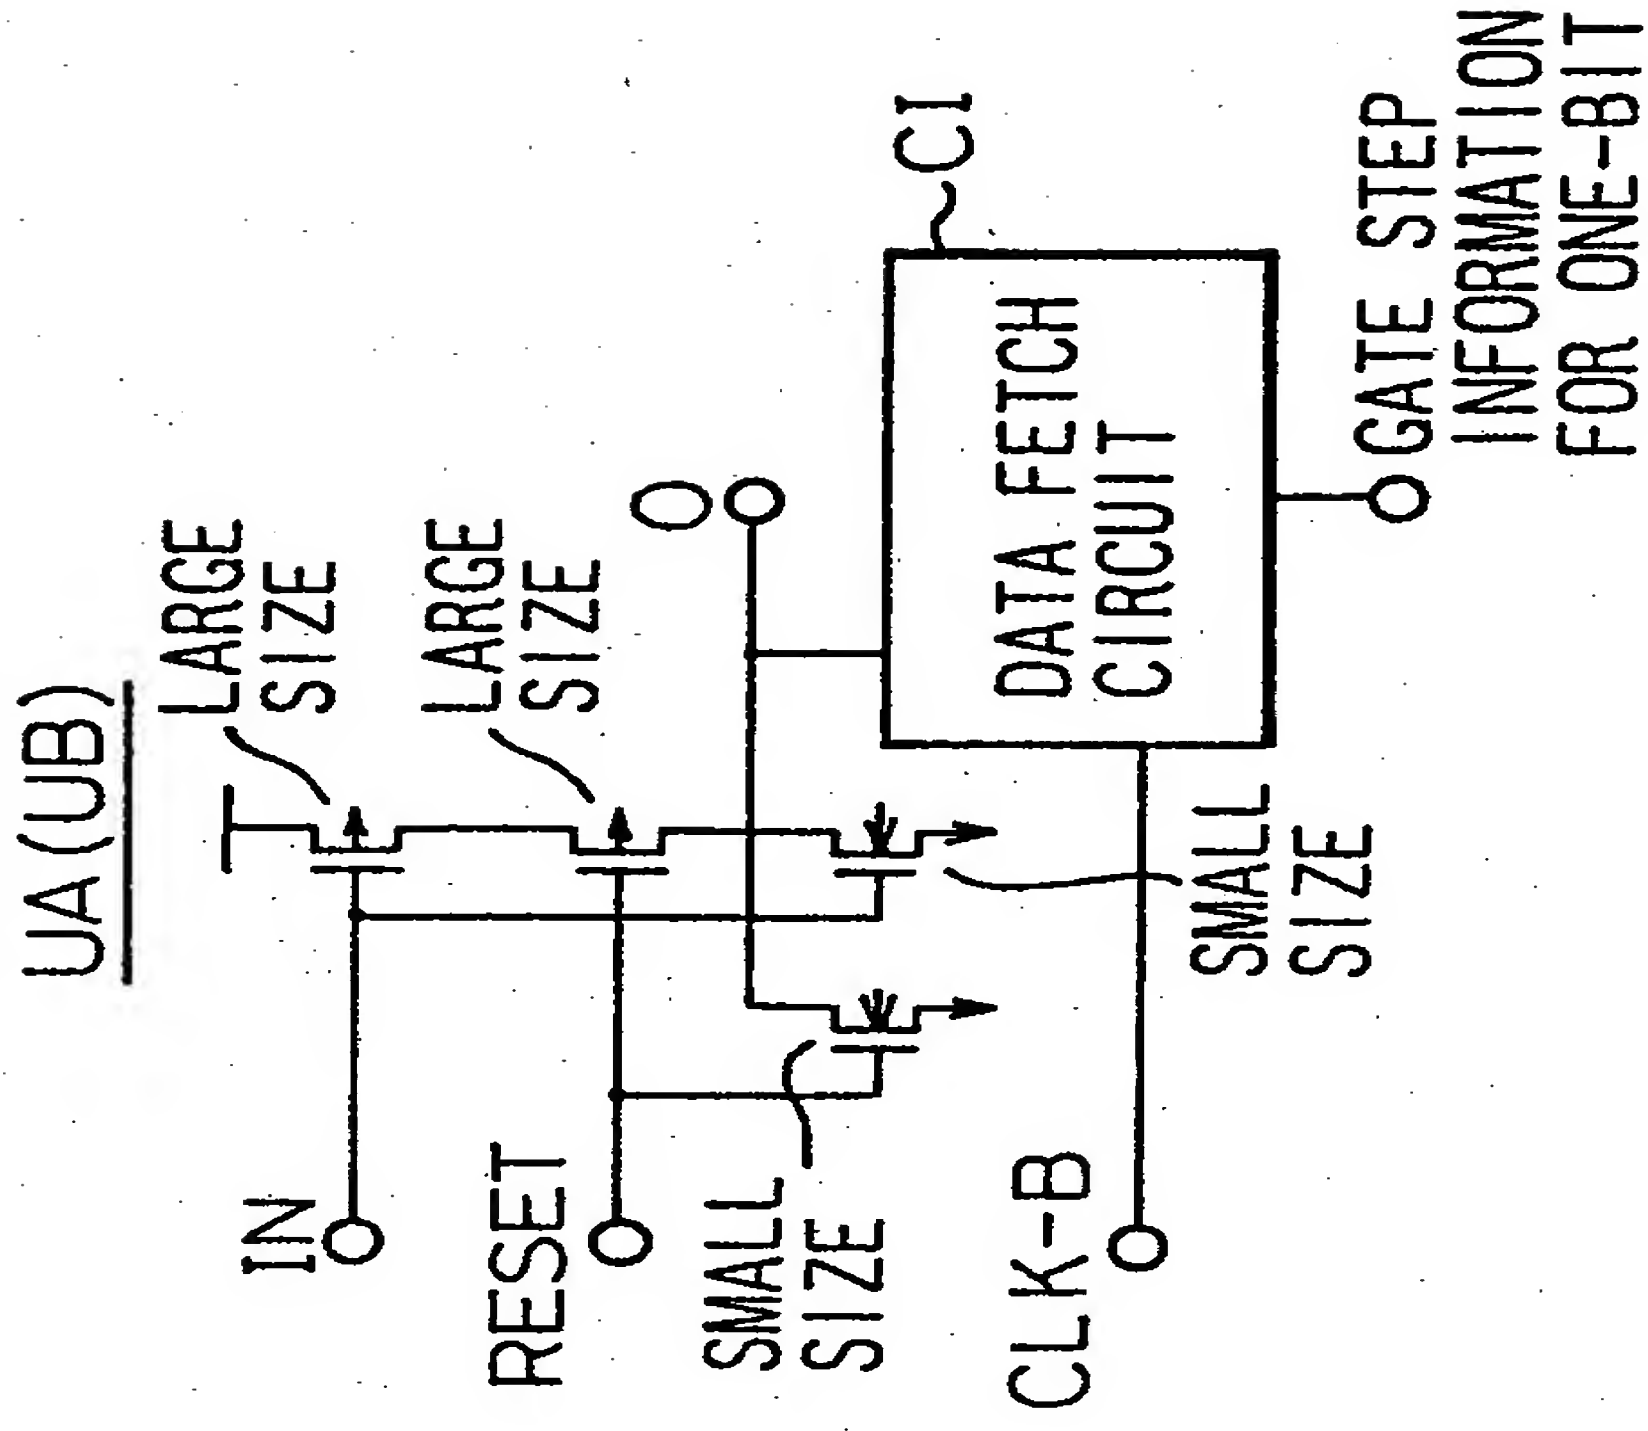 UA(UB)
LARGE
SIZE
LARGE
SIZE
IN
RESET
O
SMALL
SIZE
CI
DATA FETCH
CIRCUIT
SMALL
SIZE
CLK-B
GATE STEP
INFORMATION
FOR ONE-BIT